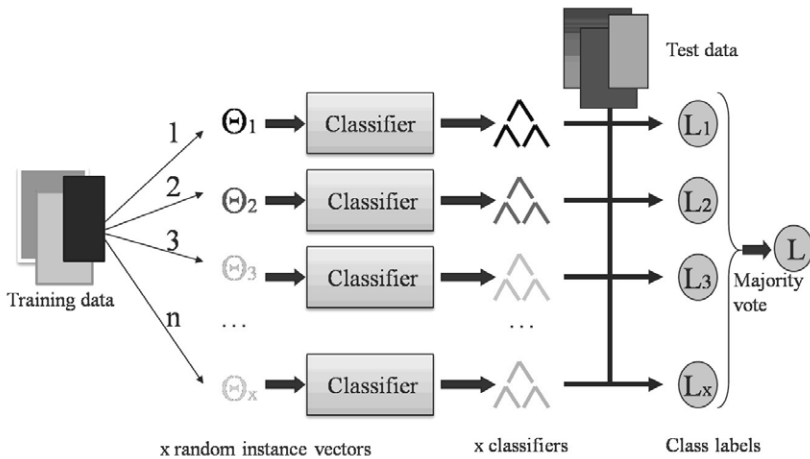 Test data
1
Θ1
Classifier
L1
2
Θ2
Classifier
L2
3
Θ3
Classifier
L3
L
Training data
Majority
vote
n
...
...
Θx
Classifier
Lx
x random instance vectors
x classifiers
Class labels